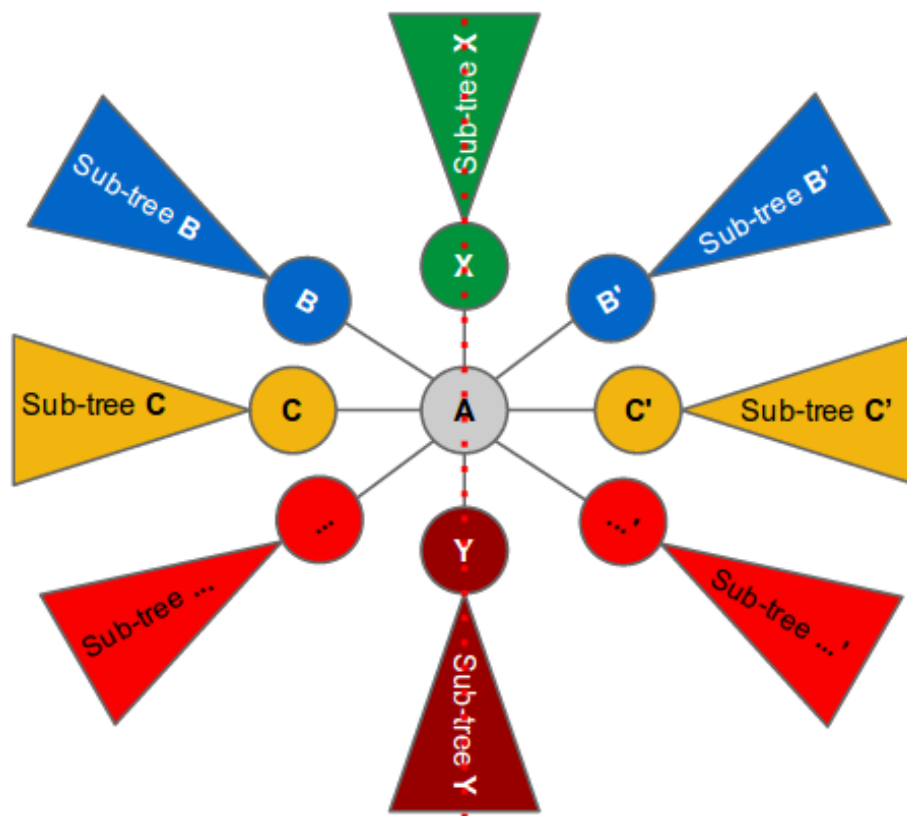 Sub-tree X
Sub-tree B
Sub-tree B’
X
B
B'
Sub-tree C
C
A
C'
Sub-tree C’
...
Y
...'
Sub-tree ...
Sub-tree ...’
Sub-tree Y